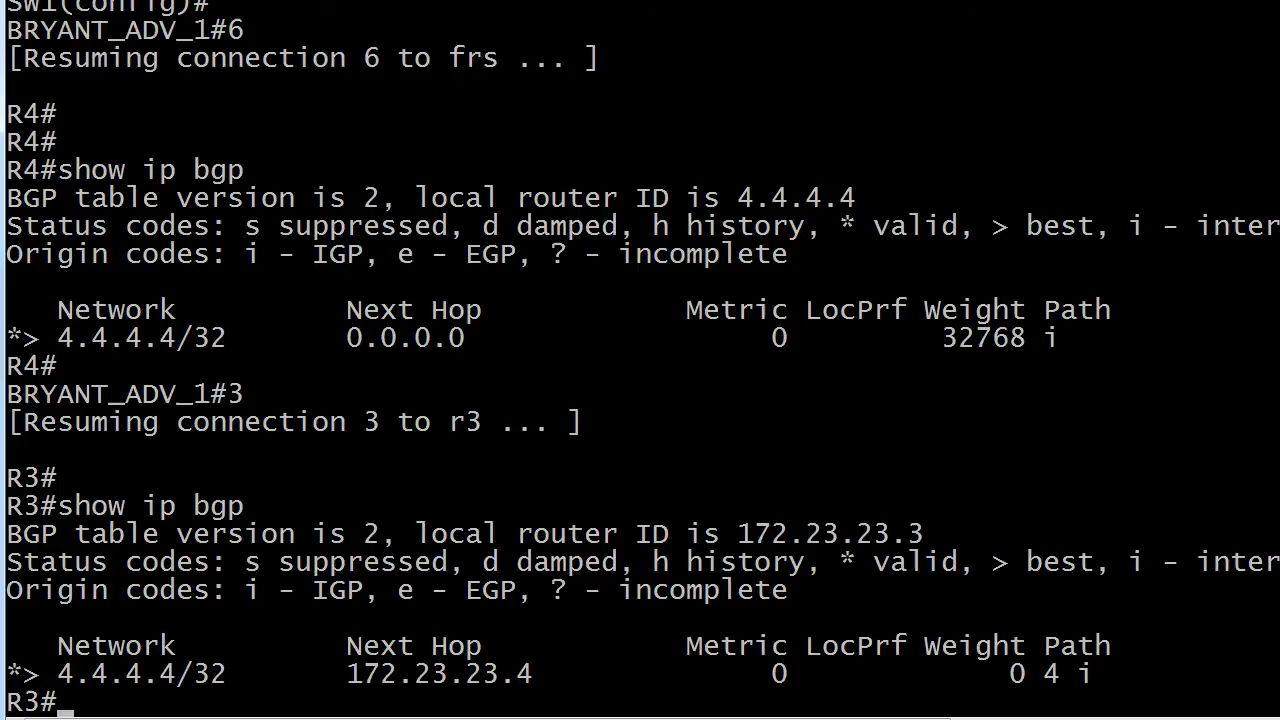 SW1(config)#
BRYANT_ADV_1#6
[Resuming connection 6 to frs ... ]
R4#
R4#
R4#show ip bgp
BGP table version is 2, local router ID is 4.4.4.4
Status codes: s suppressed, d damped, h history, * valid, > best, i - inter
Origin codes: i - IGP, e - EGP, ? - incomplete
   Network          Next Hop            Metric LocPrf Weight Path
*> 4.4.4.4/32       0.0.0.0                  0         32768 i
R4#
BRYANT_ADV_1#3
[Resuming connection 3 to r3 ... ]
R3#
R3#show ip bgp
BGP table version is 2, local router ID is 172.23.23.3
Status codes: s suppressed, d damped, h history, * valid, > best, i - inter
Origin codes: i - IGP, e - EGP, ? - incomplete
   Network          Next Hop            Metric LocPrf Weight Path
*> 4.4.4.4/32       172.23.23.4              0             0 4 i
R3#